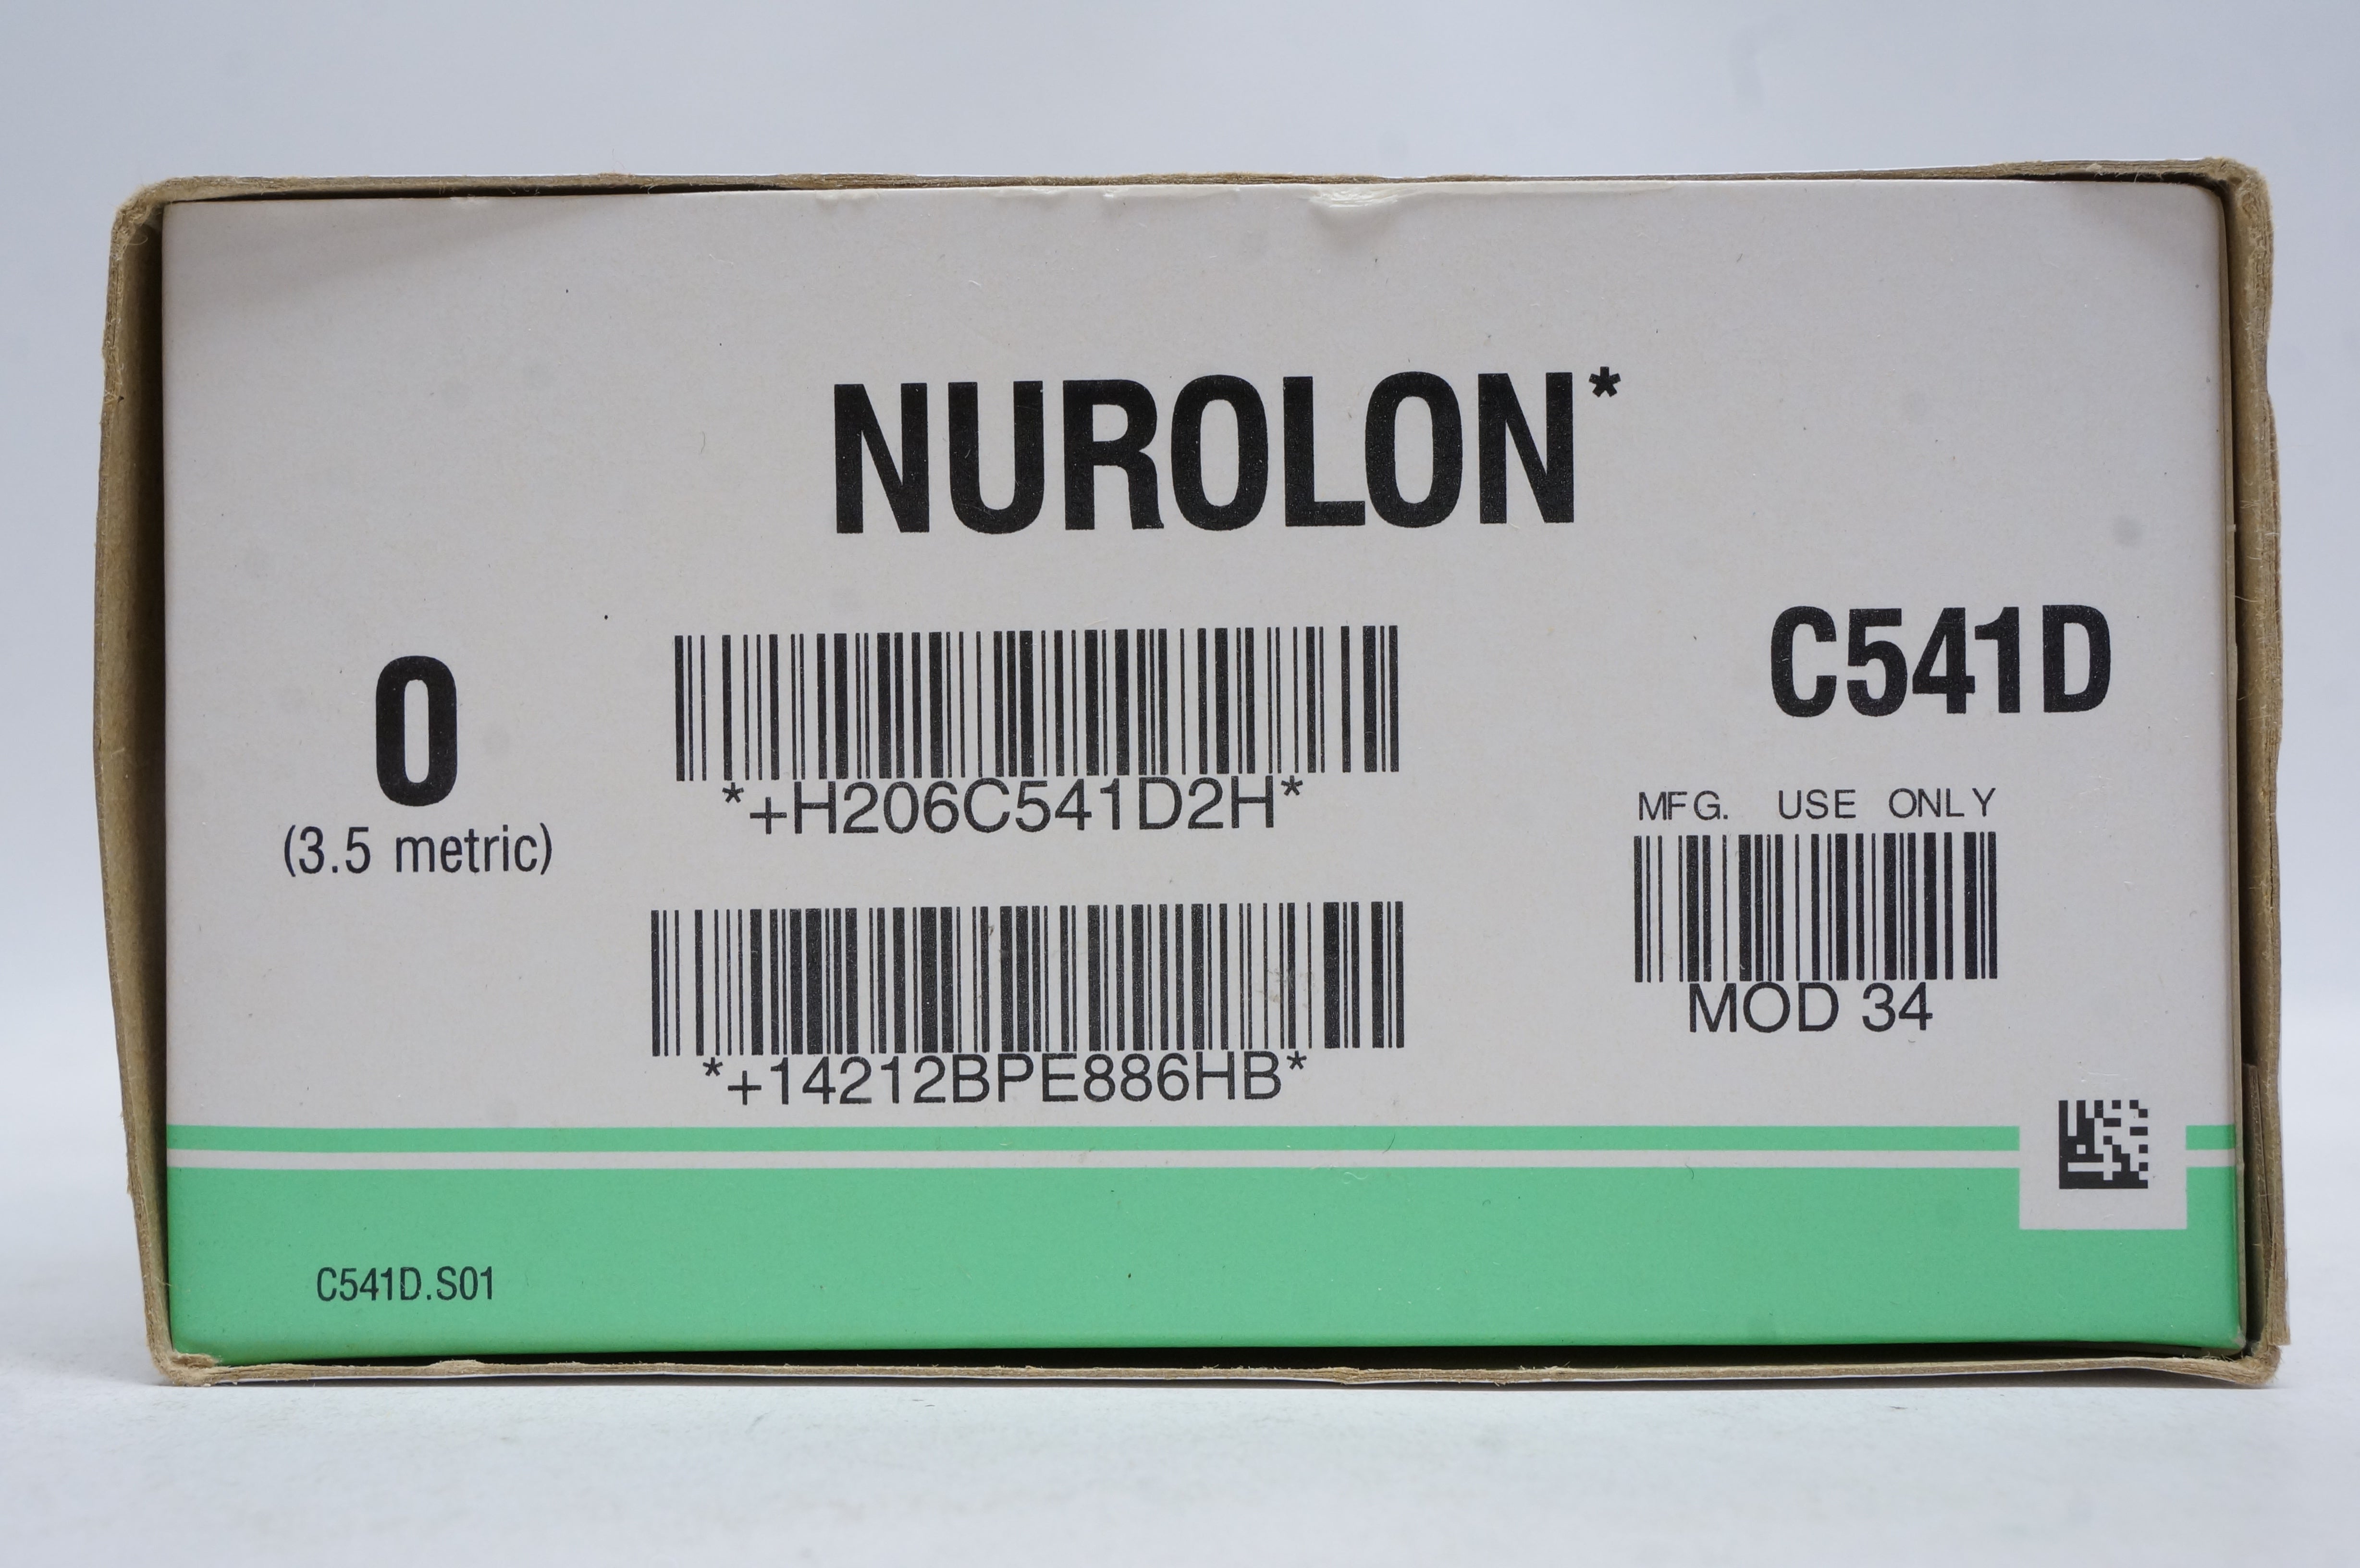 NUROLON*
C541D
0
(3.5 metric)
*+H206C541D2H*
MFG. USE ONLY
MOD 34
*+14212BPE886HB*
C541D.S01